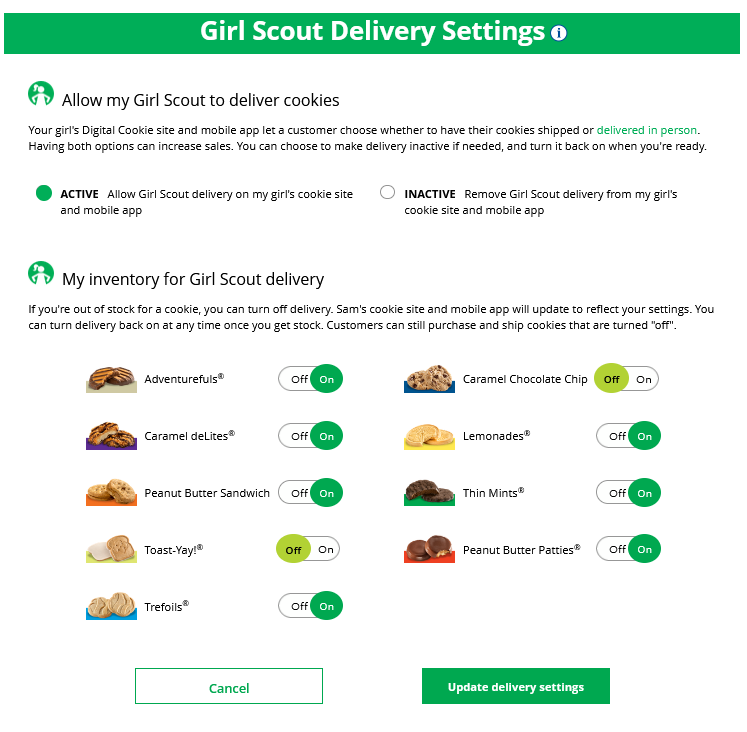 Girl Scout Delivery Settings i
Allow my Girl Scout to deliver cookies
Your girl's Digital Cookie site and mobile app let a customer choose whether to have their cookies shipped or delivered in person.
Having both options can increase sales. You can choose to make delivery inactive if needed, and turn it back on when you're ready.
ACTIVE Allow Girl Scout delivery on my girl's cookie site
and mobile app
INACTIVE Remove Girl Scout delivery from my girl's
cookie site and mobile app
My inventory for Girl Scout delivery
If you're out of stock for a cookie, you can turn off delivery. Sam's cookie site and mobile app will update to reflect your settings. You
can turn delivery back on at any time once you get stock. Customers can still purchase and ship cookies that are turned "off".
Adventurefuls® Off On
Caramel Chocolate Chip Off On
Caramel deLites® Off On
Lemonades® Off On
Peanut Butter Sandwich Off On
Thin Mints® Off On
Toast-Yay!® Off On
Peanut Butter Patties® Off On
Trefoils® Off On
Cancel
Update delivery settings